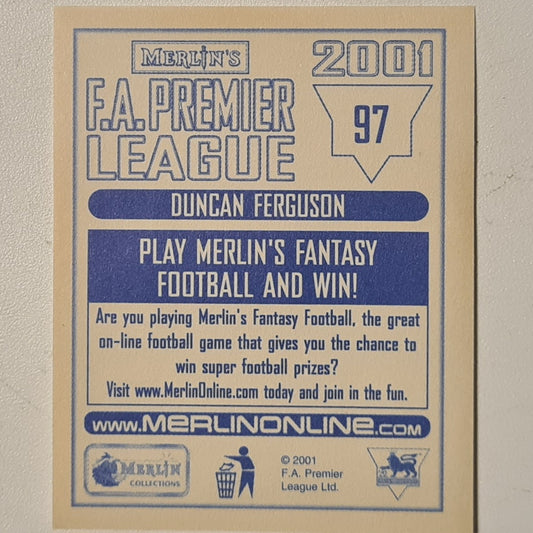 MERLIN'S
2001
F.A. PREMIER
LEAGUE
97
DUNCAN FERGUSON
PLAY MERLIN'S FANTASY
FOOTBALL AND WIN!
Are you playing Merlin's Fantasy Football, the great
on-line football game that gives you the chance to
win super football prizes?
Visit www.MerlinOnline.com today and join in the fun.
www.MERLINONLINE.com
MERLIN
COLLECTIONS
© 2001
F.A. Premier
League Ltd.